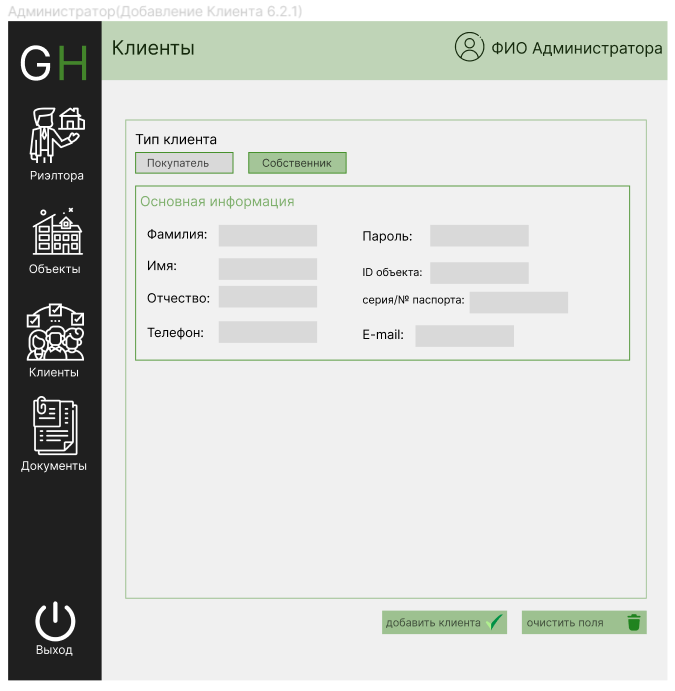 Администратор(Добавление Клиента 6.2.1)
GH
Клиенты
ФИО Администратора
Риэлтора
Объекты
Клиенты
Документы
Выход
Тип клиента
Покупатель
Собственник
Основная информация
Фамилия:
Пароль:
Имя:
ID объекта:
Отчество:
серия/№ паспорта:
Телефон:
E-mail:
добавить клиента
очистить поля